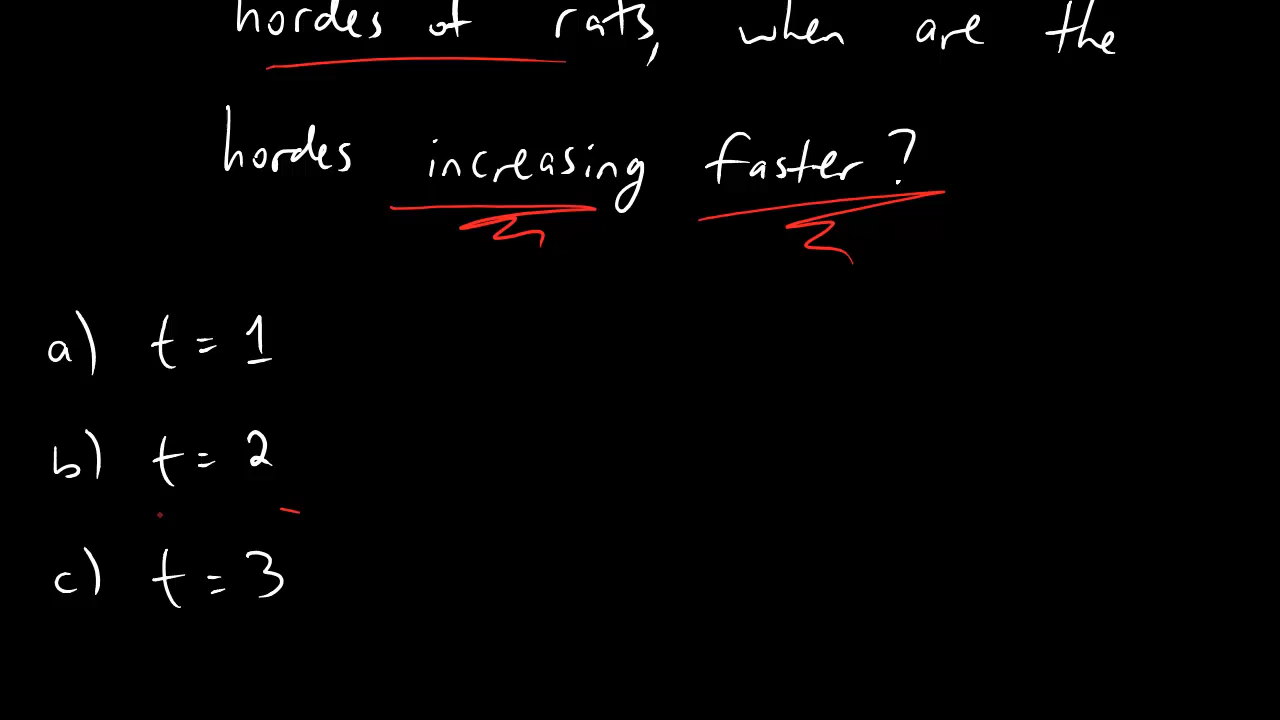 hordes of rats, when are the
hordes increasing faster?
a) t = 1
b) t = 2
c) t = 3